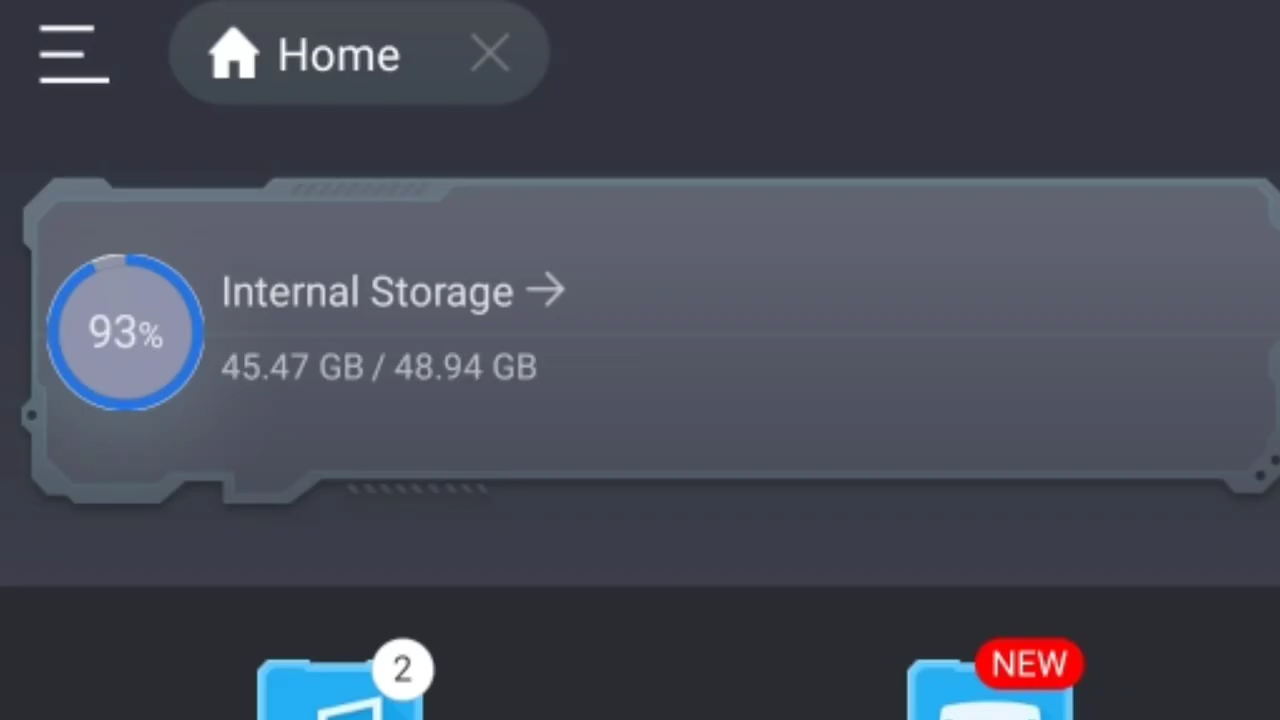 Home
Internal Storage →
93%
45.47 GB / 48.94 GB
2
NEW